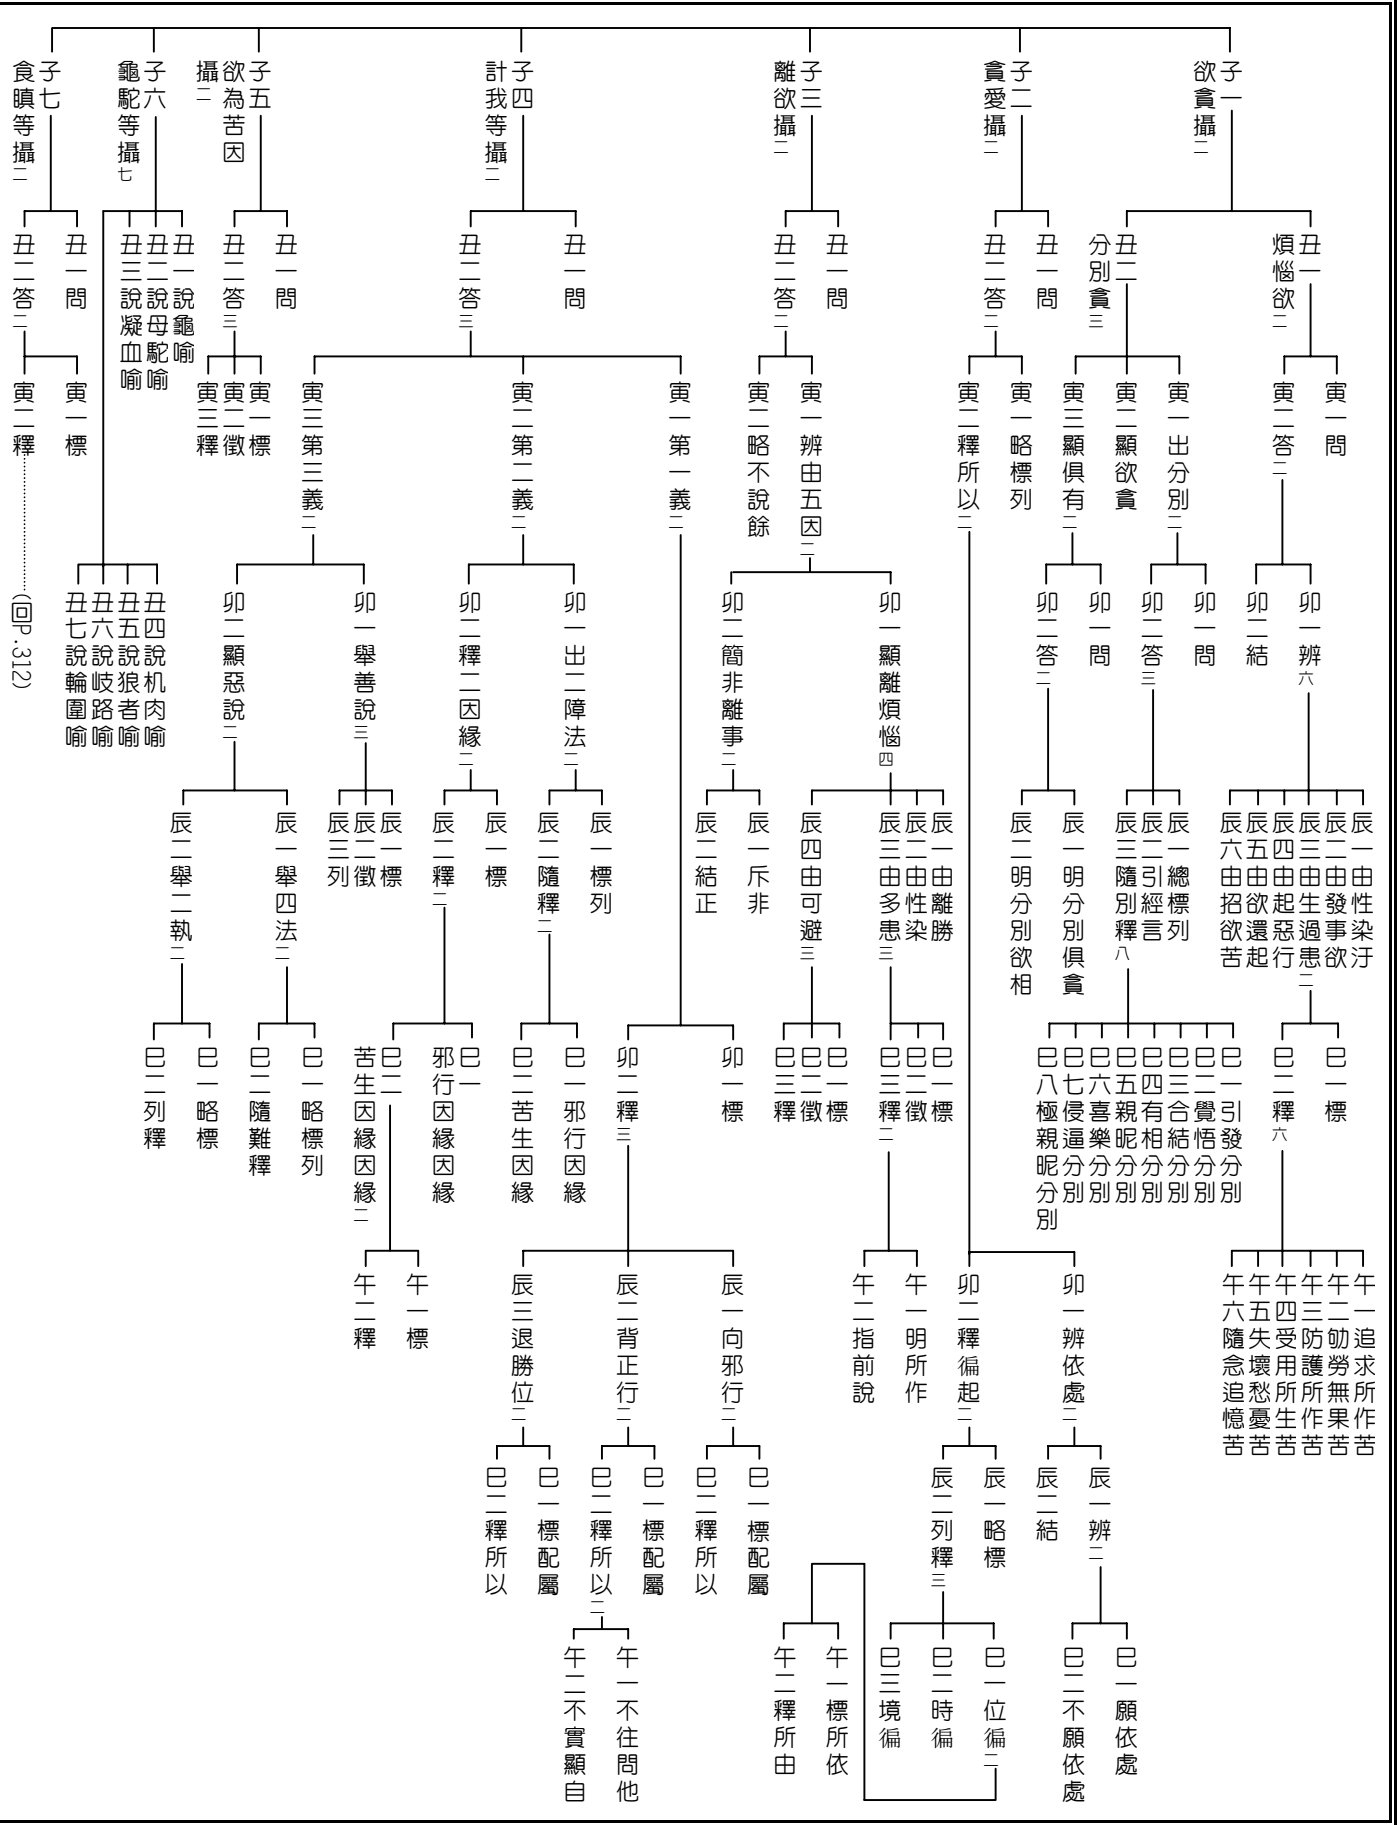 子一
欲貪攝二
丑一
煩惱欲二
寅一問
寅二答二
卯一辨六
辰一由性染汙
辰二由發事欲
辰三由生過患二
巳一標
巳二釋六
午一追求所作苦
午二劬勞無果苦
午三防護所作苦
午四受用所生苦
午五失壞愁憂苦
午六隨念追憶苦
辰四由起惡行
辰五由欲還起
辰六由招欲苦
卯二結
丑二
分別貪三
寅一出分別二
卯一問
卯二答三
辰一總標列
辰二引經言
辰三隨別釋八
巳一引發分別
巳二覺悟分別
巳三合結分別
巳四有相分別
巳五親昵分別
巳六喜樂分別
巳七侵逼分別
巳八極親昵分別
寅二顯欲貪
寅三顯俱有二
卯一問
卯二答二
辰一明分別俱貪
辰二明分別欲相
子二
貪愛攝二
丑一問
丑二答二
寅一略標列
寅二釋所以二
卯一辨依處二
辰一辨二
巳一願依處
巳二不願依處
辰二結
卯二釋徧起二
辰一略標
辰二列釋三
巳一位徧二
午一標所依
午二釋所由
巳二時徧
巳三境徧
子三
離欲攝二
丑一問
丑二答二
寅一辨由五因二
卯一顯離煩惱四
辰一由離勝
辰二由性染
辰三由多患三
巳一標
巳二徵
巳三釋二
午一明所作
午二指前說
辰四由可避三
巳一標
巳二徵
巳三釋
卯二簡非離事二
辰一斥非
辰二結正
寅二略不說餘
子四
計我等攝二
丑一問
丑二答三
寅一第一義二
卯一標
卯二釋三
辰一向邪行二
巳一標配屬
巳二釋所以
辰二背正行二
巳一標配屬
巳二釋所以二
午一不往問他
午二不實顯自
辰三退勝位二
巳一標配屬
巳二釋所以
寅二第二義二
卯一出二障法二
辰一標列
辰二隨釋二
巳一邪行因緣
巳二苦生因緣
卯二釋二因緣二
辰一標
辰二釋二
巳一
邪行因緣因緣
巳二
苦生因緣因緣二
午一標
午二釋
寅三第三義二
卯一舉善說三
辰一標
辰二徵
辰三列
卯二顯惡說二
辰一舉四法二
巳一略標列
巳二隨難釋
辰二舉二執二
巳一略標
巳二列釋
子五
欲為苦因
攝二
丑一問
丑二答三
寅一標
寅二徵
寅三釋
子六
龜駝等攝七
丑一說龜喻
丑二說母駝喻
丑三說凝血喻
丑四說机肉喻
丑五說狼者喻
丑六說岐路喻
丑七說輪圍喻
子七
食瞋等攝二
丑一問
丑二答二
寅一標
寅二釋⋯⋯⋯⋯(回P.312)